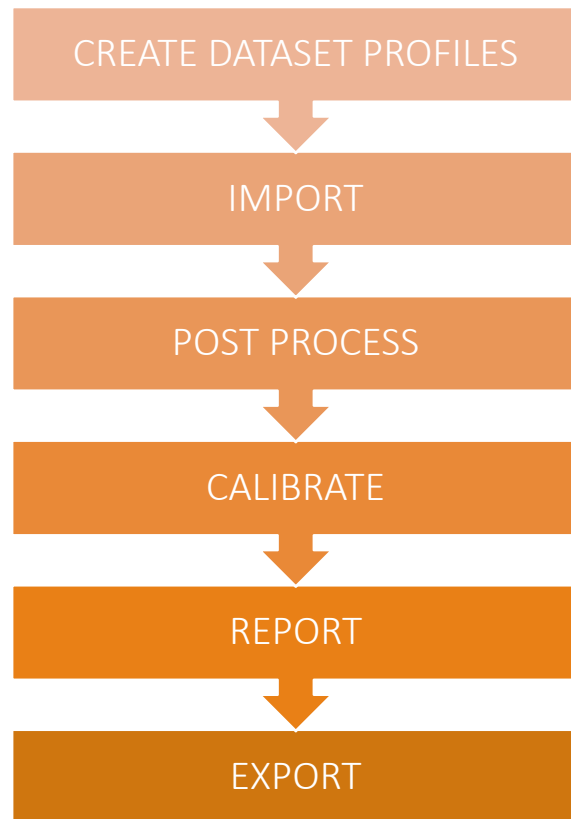 CREATE DATASET PROFILES
IMPORT
POST PROCESS
CALIBRATE
REPORT
EXPORT